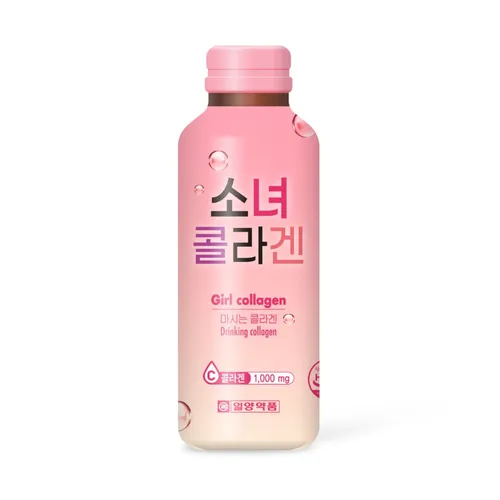 소녀
콜라겐
Girl collagen
마시는 콜라겐
Drinking collagen
C 콜라겐 1,000 mg
일양약품